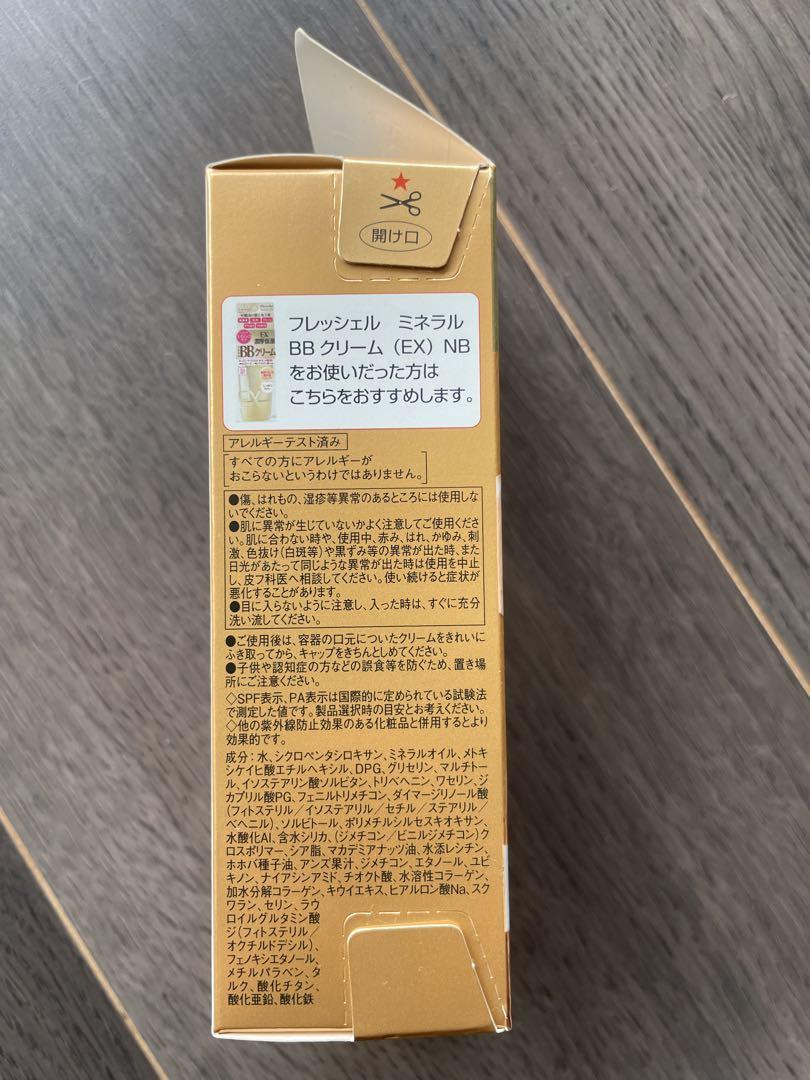 開け口
EX
BBクリーム
フレッシェル ミネラル
BB クリーム（EX）NB
をお使いだった方は
こちらをおすすめします。
アレルギーテスト済み
すべての方にアレルギーが
おこらないというわけではありません。
●傷、はれもの、湿疹等異常のあるところには使用しな
いでください。
●肌に異常が生じていないかよく注意してご使用くださ
い。肌に合わない時や、使用中、赤み、はれ、かゆみ、刺
激、色抜け（白斑等）や黒ずみ等の異常が出た時、また
日光があたって同じような異常が出た時は使用を中止
し、皮フ科医へ相談してください。使い続けると症状が
悪化することがあります。
●目に入らないように注意し、入った時は、すぐに充分
洗い流してください。
●ご使用後は、容器の口元についたクリームをきれいに
ふき取ってから、キャップをきちんとしめてください。
●子供や認知症の方などの誤食等を防ぐため、置き場
所にご注意ください。
◇SPF表示、PA表示は国際的に定められている試験法
で測定した値です。製品選択時の目安とお考えください。
◇他の紫外線防止効果のある化粧品と併用するとより
効果的です。
成分：水、シクロペンタシロキサン、ミネラルオイル、メトキ
シケイヒ酸エチルヘキシル、DPG、グリセリン、マルチトー
ル、イソステアリン酸ソルビタン、トリベヘニン、ワセリン、ジ
カプリル酸PG、フェニルトリメチコン、ダイマージリノール酸
（フィトステリル／イソステアリル／セチル／ステアリル／
ベヘニル）、ソルビトール、ポリメチルシルセスキオキサン、
水酸化Al、含水シリカ、（ジメチコン／ビニルジメチコン）ク
ロスポリマー、シア脂、マカデミアナッツ油、水添レシチン、
ホホバ種子油、アンズ果汁、ジメチコン、エタノール、ユビ
キノン、ナイアシンアミド、チオクト酸、水溶性コラーゲン、
加水分解コラーゲン、キウイエキス、ヒアルロン酸Na、スク
ワラン、セリン、ラウ
ロイルグルタミン酸
ジ（フィトステリル／
オクチルドデシル）、
フェノキシエタノール、
メチルパラベン、タ
ルク、酸化チタン、
酸化亜鉛、酸化鉄